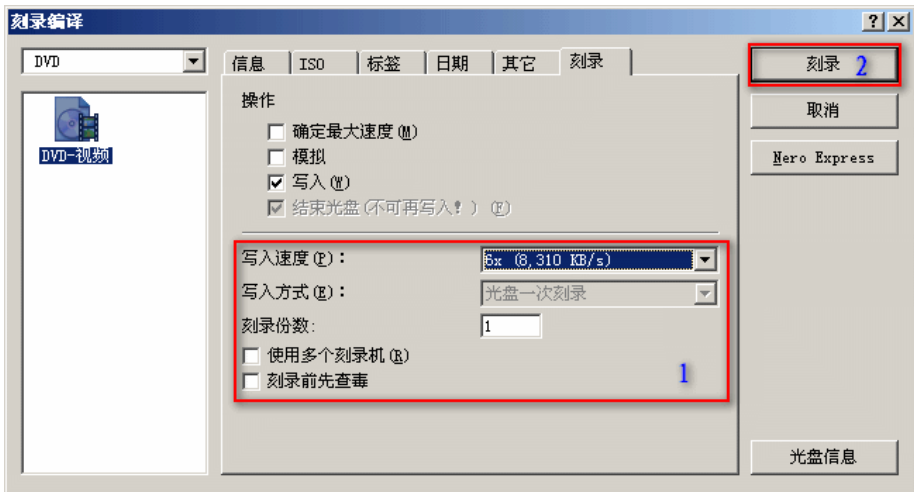 刻录编译
DVD
DVD-视频
信息 ISO 标签 日期 其它 刻录
操作
确定最大速度(M)
模拟
写入(W)
结束光盘(不可再写入!)(F)
写入速度(P): 6x (8,310 KB/s)
写入方式(E): 光盘一次刻录
刻录份数: 1
使用多个刻录机(R)
刻录前先查毒
1
刻录 2
取消
Nero Express
光盘信息